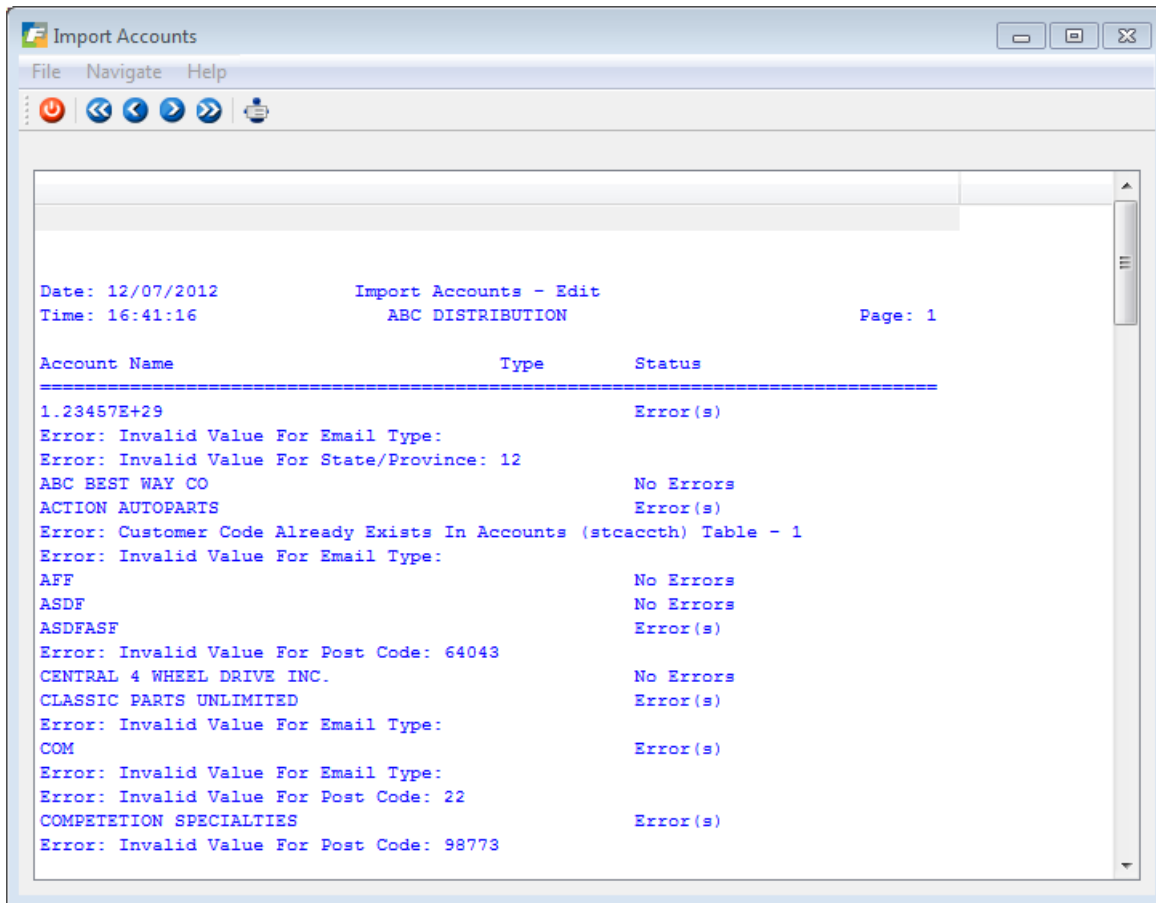 Import Accounts
File Navigate Help
Date: 12/07/2012 Import Accounts - Edit
Time: 16:41:16 ABC DISTRIBUTION Page: 1
Account Name Type Status
================================================================================
1.23457E+29 Error(s)
Error: Invalid Value For Email Type:
Error: Invalid Value For State/Province: 12
ABC BEST WAY CO No Errors
ACTION AUTOPARTS Error(s)
Error: Customer Code Already Exists In Accounts (stcaccth) Table - 1
Error: Invalid Value For Email Type:
AFF No Errors
ASDF No Errors
ASDFASF Error(s)
Error: Invalid Value For Post Code: 64043
CENTRAL 4 WHEEL DRIVE INC. No Errors
CLASSIC PARTS UNLIMITED Error(s)
Error: Invalid Value For Email Type:
COM Error(s)
Error: Invalid Value For Email Type:
Error: Invalid Value For Post Code: 22
COMPETETION SPECIALTIES Error(s)
Error: Invalid Value For Post Code: 98773